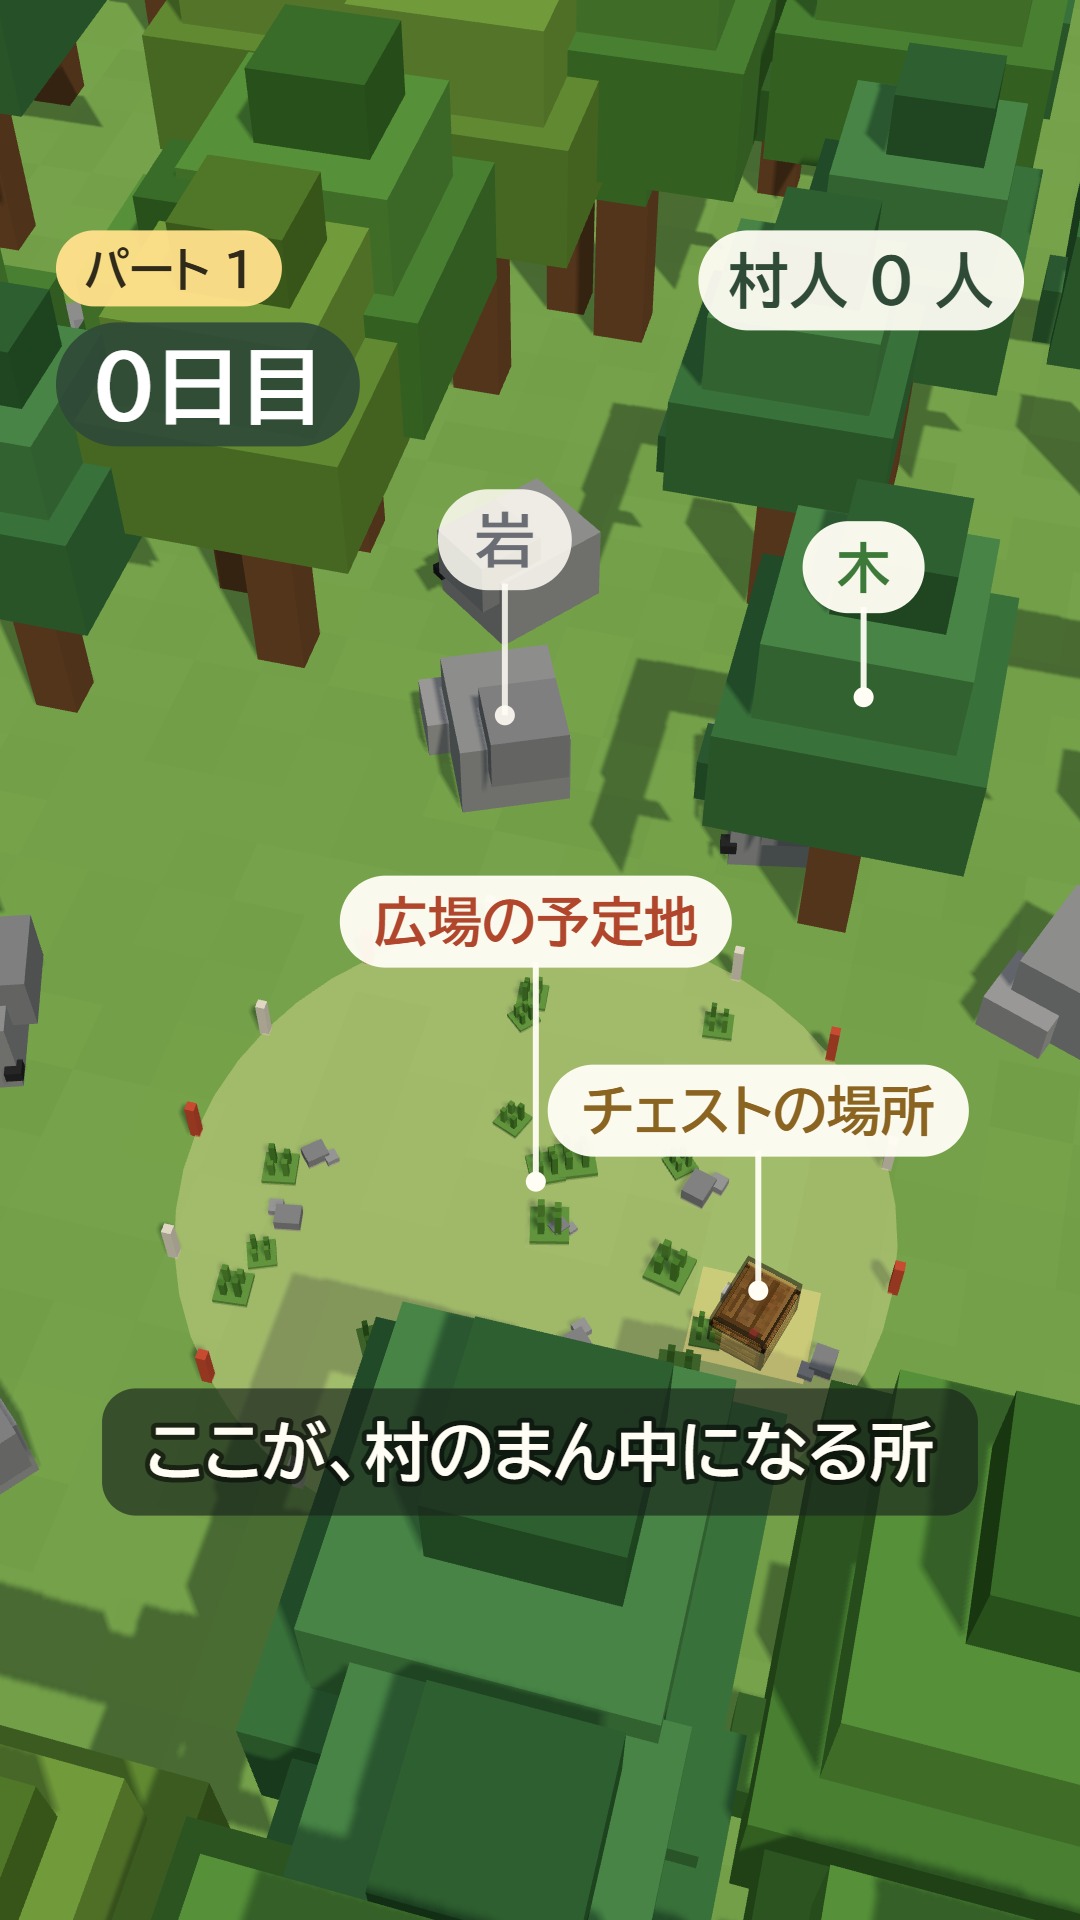 パート 1
村人 0 人
0日目
岩
木
広場の予定地
チェストの場所
ここが、村のまん中になる所